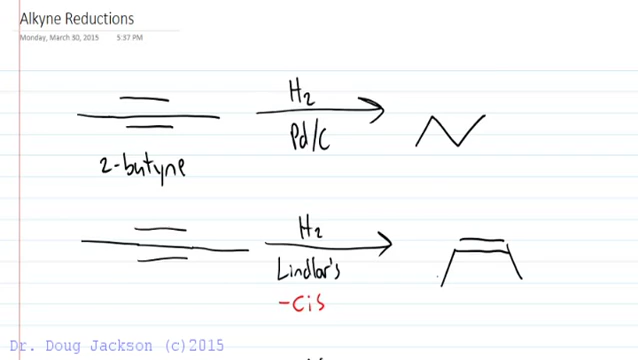 Alkyne Reductions
Monday, March 30, 2015 5:37 PM
H2
Pd/C
2-butyne
H2
Lindlar's
-Cis
Dr. Doug Jackson (c)2015